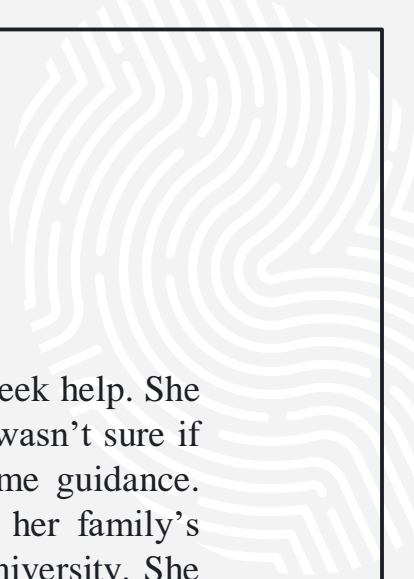 eek help. She
wasn’t sure if
me guidance.
her family’s
niversity. She